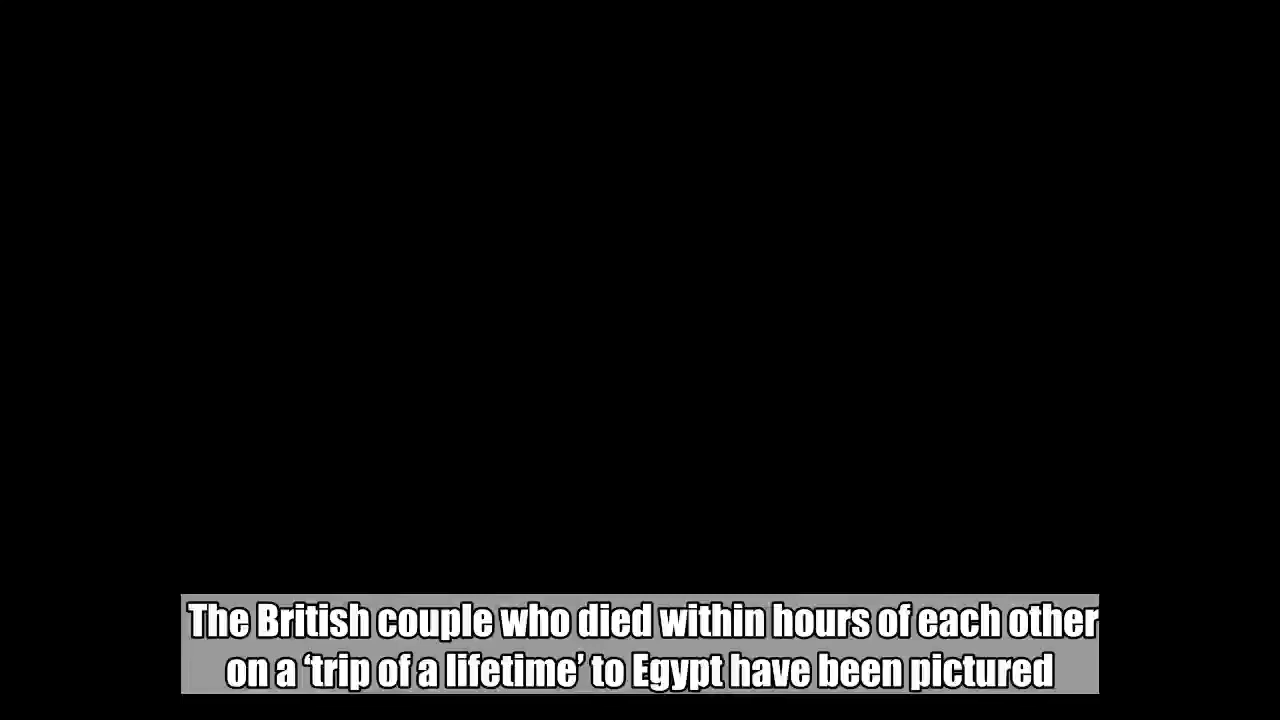 The British couple who died within hours of each other
on a ‘trip of a lifetime’ to Egypt have been pictured